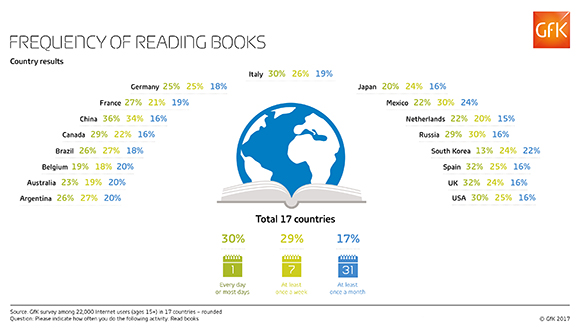 GfK
FREQUENCY OF READING BOOKS
Country results
Italy 30% 26% 19%
Germany 25% 25% 18%
France 27% 21% 19%
China 36% 34% 16%
Canada 29% 22% 16%
Brazil 26% 27% 18%
Belgium 19% 18% 20%
Australia 23% 19% 20%
Argentina 26% 27% 20%
Japan 20% 24% 16%
Mexico 22% 30% 24%
Netherlands 22% 20% 15%
Russia 29% 30% 16%
South Korea 13% 24% 22%
Spain 32% 25% 16%
UK 32% 24% 16%
USA 30% 25% 16%
Total 17 countries
30% 29% 17%
1 7 31
Every day At least At least
or most days once a week once a month
Source: GfK survey among 22,000 internet users (ages 15+) in 17 countries – rounded
Question: Please indicate how often you do the following activity: Read books
© GfK 2017